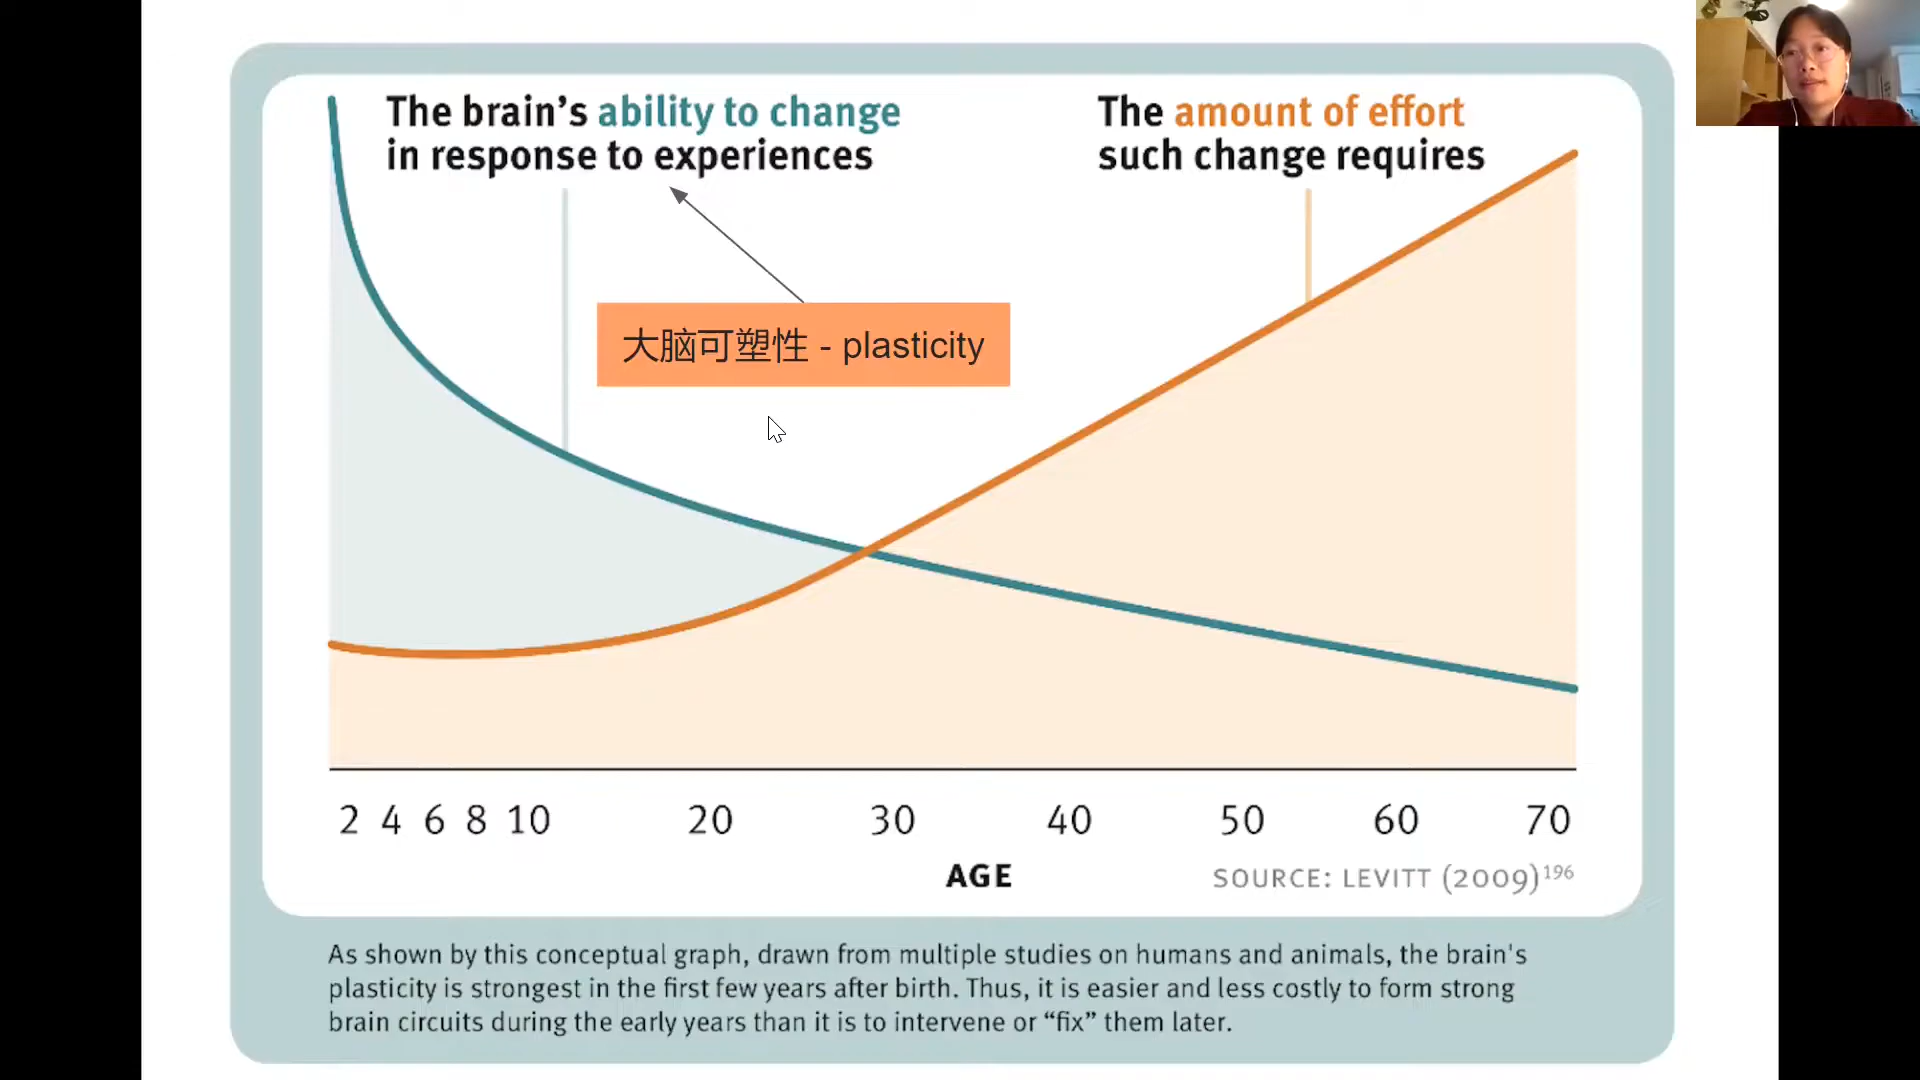 The brain’s ability to change
in response to experiences
The amount of effort
such change requires
大脑可塑性 - plasticity
2 4 6 8 10 20 30 40 50 60 70
AGE
SOURCE: LEVITT (2009)196
As shown by this conceptual graph, drawn from multiple studies on humans and animals, the brain's
plasticity is strongest in the first few years after birth. Thus, it is easier and less costly to form strong
brain circuits during the early years than it is to intervene or “fix” them later.